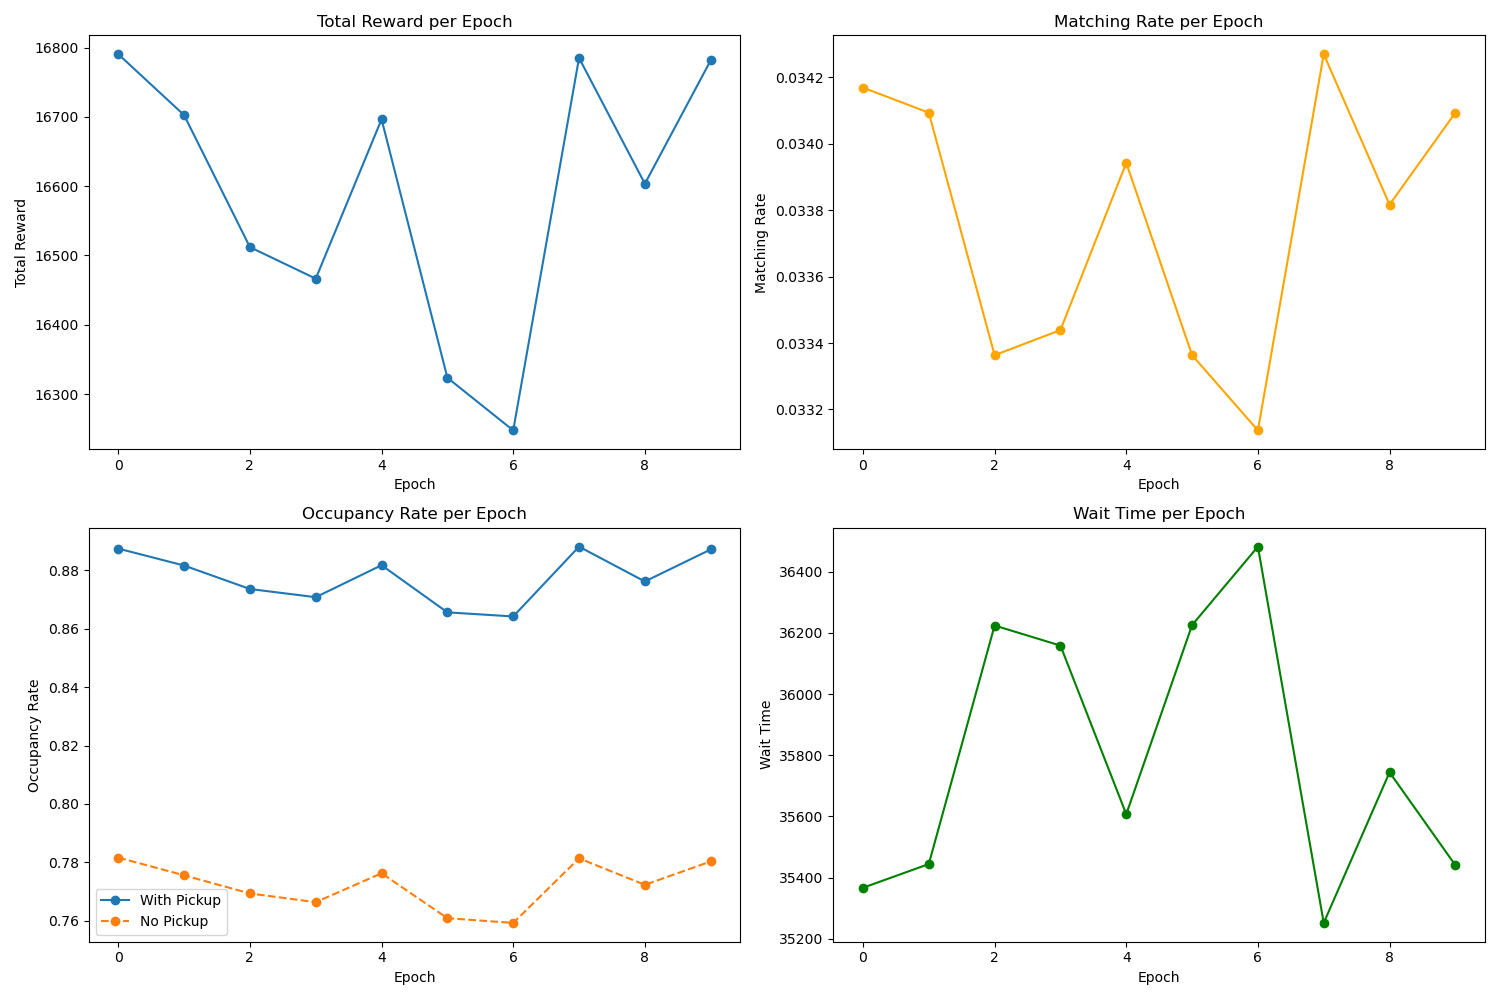 Total Reward per Epoch
Total Reward
16800
16700
16600
16500
16400
16300
0 2 4 6 8
Epoch
Matching Rate per Epoch
Matching Rate
0.0342
0.0340
0.0338
0.0336
0.0334
0.0332
0 2 4 6 8
Epoch
Occupancy Rate per Epoch
Occupancy Rate
0.88
0.86
0.84
0.82
0.80
0.78
0.76
With Pickup
No Pickup
0 2 4 6 8
Epoch
Wait Time per Epoch
Wait Time
36400
36200
36000
35800
35600
35400
35200
0 2 4 6 8
Epoch